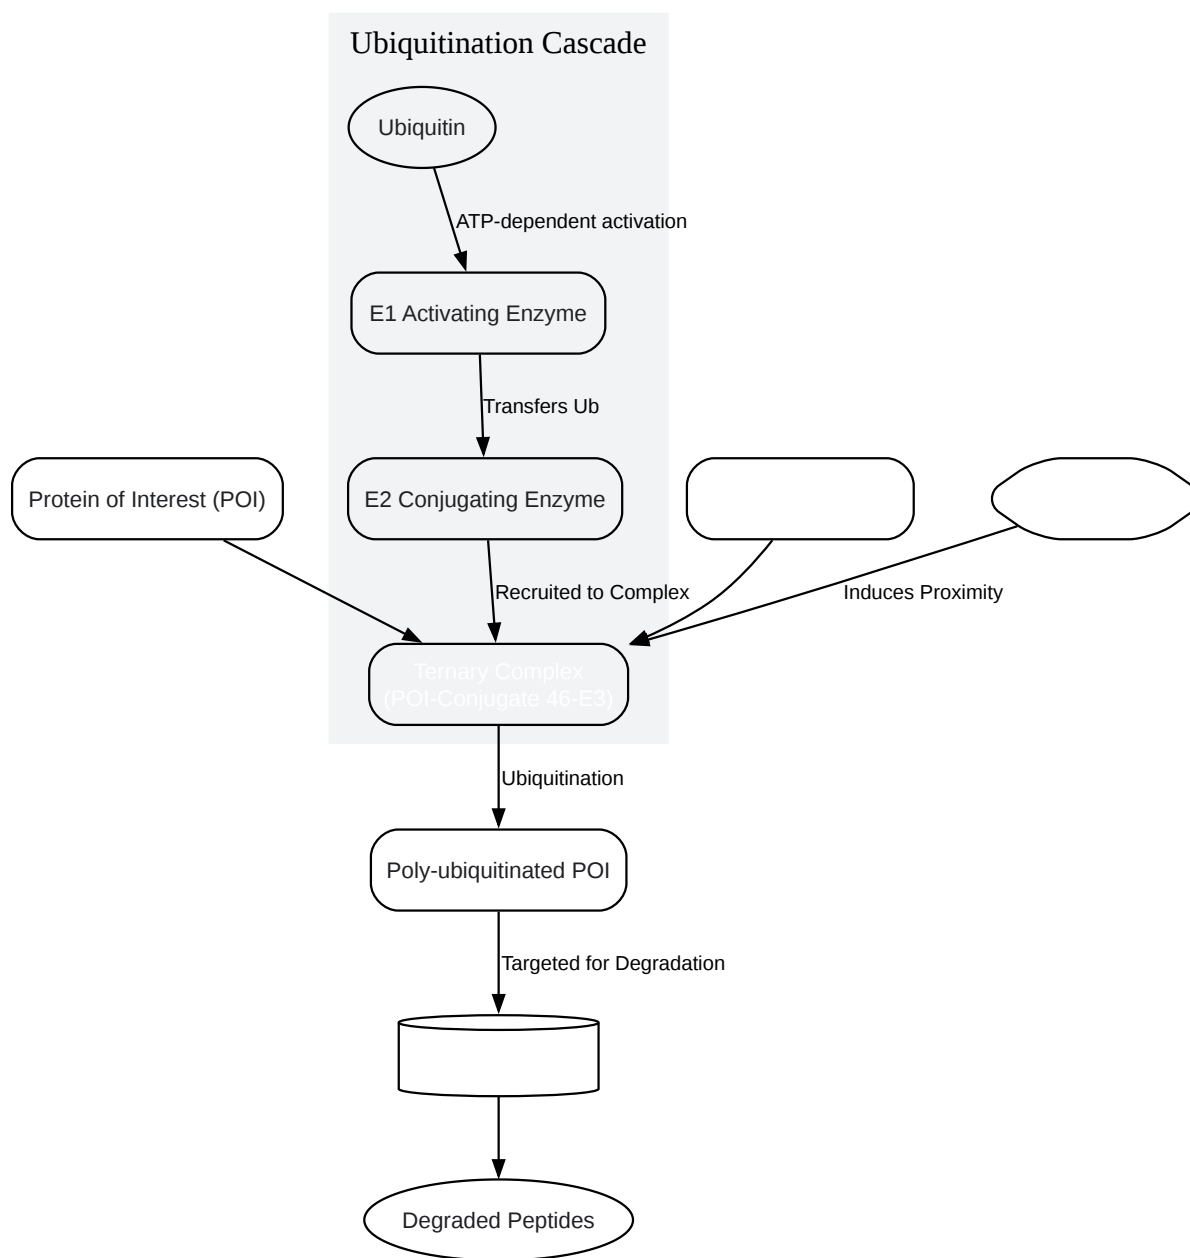 Ubiquitination Cascade
Ubiquitin
ATP-dependent activation
E1 Activating Enzyme
Transfers Ub
Protein of Interest (POI)
E2 Conjugating Enzyme
Recruited to Complex
Induces Proximity
Ternary Complex
(POI-Conjugate 46-E3)
Ubiquitination
Poly-ubiquitinated POI
Targeted for Degradation
Degraded Peptides